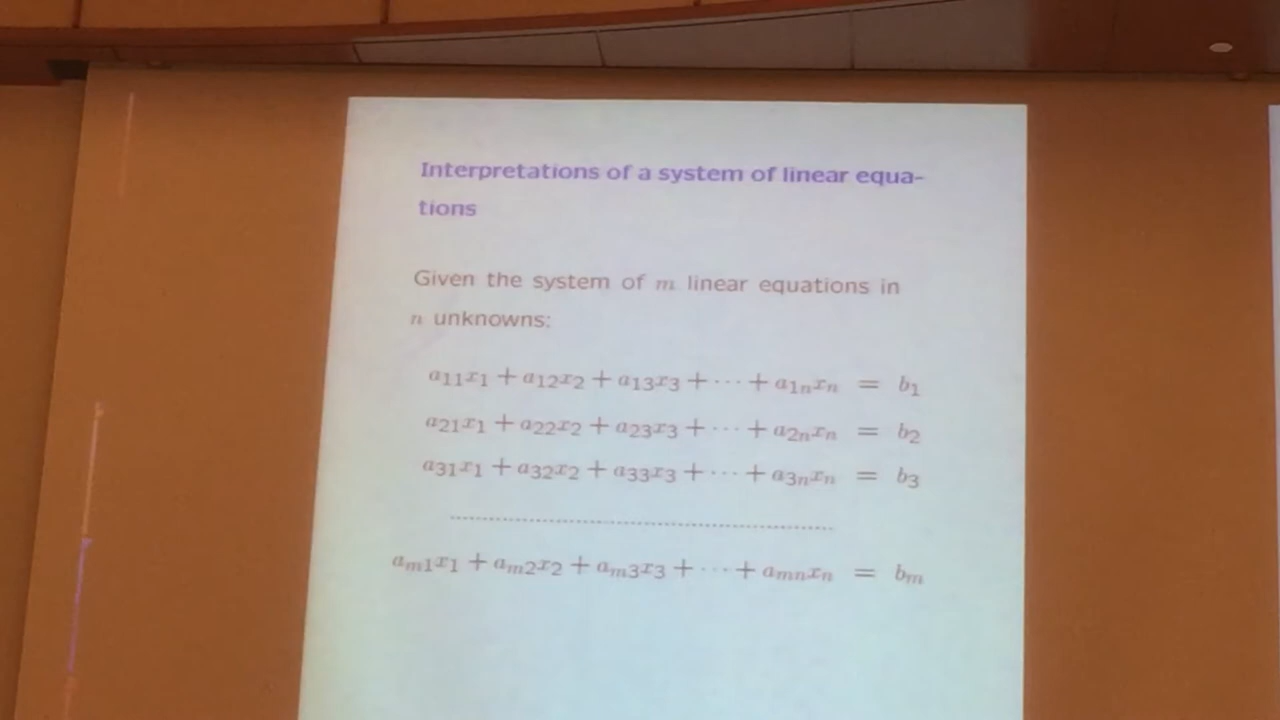 Interpretations of a system of linear equa-
tions
Given the system of m linear equations in
n unknowns:
a₁₁x₁ + a₁₂x₂ + a₁₃x₃ + ··· + a₁ₙxₙ = b₁
a₂₁x₁ + a₂₂x₂ + a₂₃x₃ + ··· + a₂ₙxₙ = b₂
a₃₁x₁ + a₃₂x₂ + a₃₃x₃ + ··· + a₃ₙxₙ = b₃
................................................
aₘ₁x₁ + aₘ₂x₂ + aₘ₃x₃ + ··· + aₘₙxₙ = bₘ